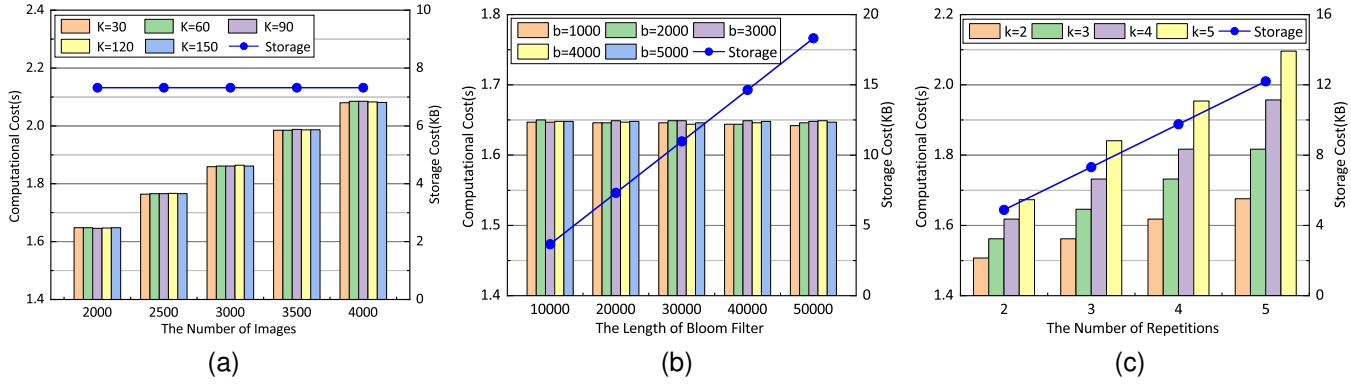 K=30 K=60 K=90
K=120 K=150 Storage
2.4
2.2
2.0
1.8
1.6
1.4
Computational Cost(s)
10
8
6
4
2
0
Storage Cost(KB)
2000 2500 3000 3500 4000
The Number of Images
(a)
b=1000 b=2000 b=3000
b=4000 b=5000 Storage
1.8
1.7
1.6
1.5
1.4
Computational Cost(s)
20
15
10
5
0
Storage Cost(KB)
10000 20000 30000 40000 50000
The Length of Bloom Filter
(b)
k=2 k=3 k=4 k=5 Storage
2.2
2.0
1.8
1.6
1.4
Computational Cost(s)
16
12
8
4
0
Storage Cost(KB)
2 3 4 5
The Number of Repetitions
(c)